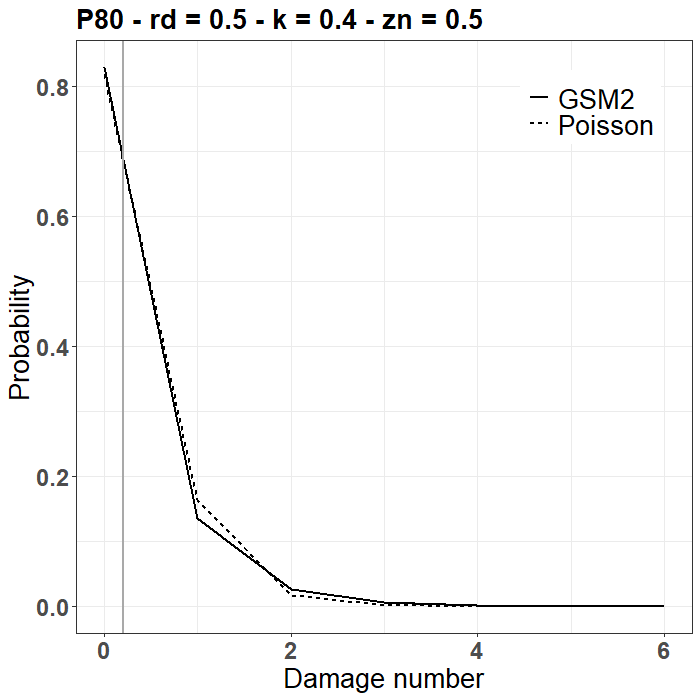 P80 - rd = 0.5 - k = 0.4 - zn = 0.5
GSM2
Poisson
0.8
0.6
0.4
0.2
0.0
Probability
0 2 4 6
Damage number